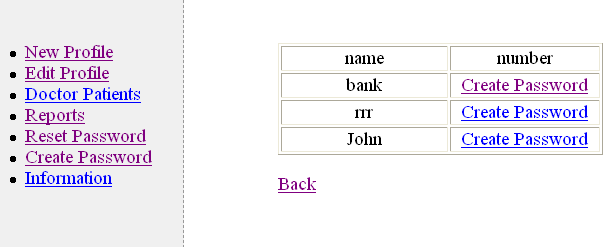 New Profile
Edit Profile
Doctor Patients
Reports
Reset Password
Create Password
Information
name number
bank Create Password
rrr Create Password
John Create Password
Back